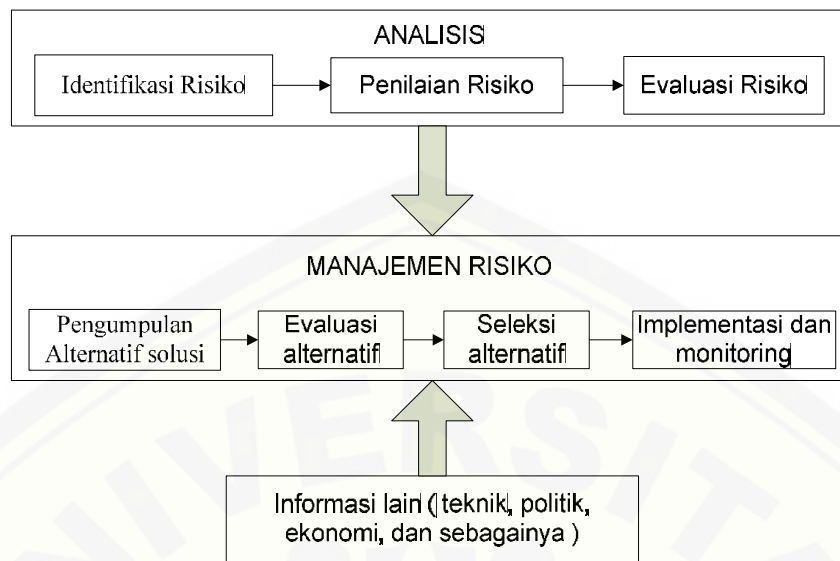 ANALISIS
Identifikasi Risiko
Penilaian Risiko
Evaluasi Risiko
MANAJEMEN RISIKO
Pengumpulan
Alternatif solusi
Evaluasi
alternatif
Seleksi
alternatif
Implementasi dan
monitoring
Informasi lain ( teknik, politik,
ekonomi, dan sebagainya )
NIVERSITA